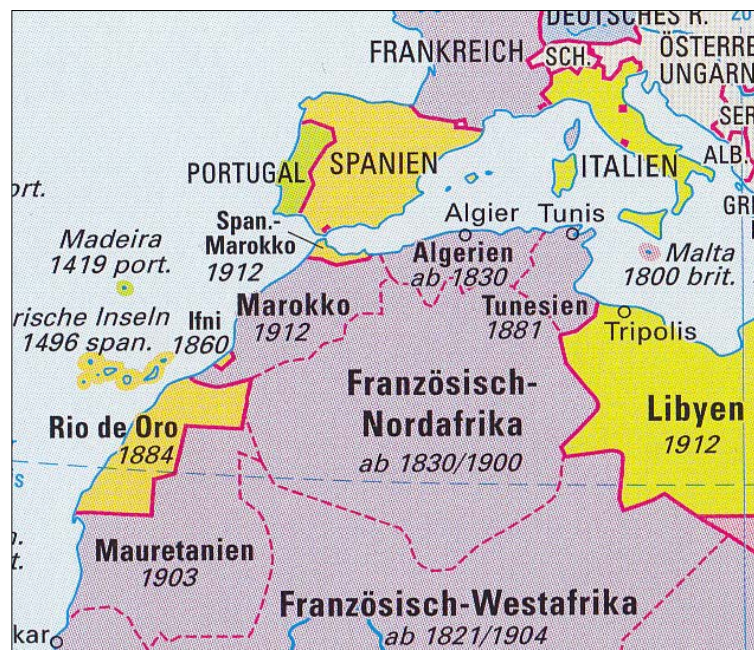 DEUTSCHES R.
FRANKREICH
SCH.
ÖSTERRE
UNGARN
SER
PORTUGAL
SPANIEN
ITALIEN
ALB.
ort.
GRI
Span.-
Marokko
1912
Algier
Tunis
Madeira
1419 port.
Algerien
ab 1830
Malta
1800 brit.
rische Inseln
1496 span.
Ifni
1860
Marokko
1912
Tunesien
1881
Tripolis
Französisch-
Nordafrika
ab 1830/1900
Libyen
1912
Rio de Oro
1884
Mauretanien
1903
Französisch-Westafrika
ab 1821/1904
kar